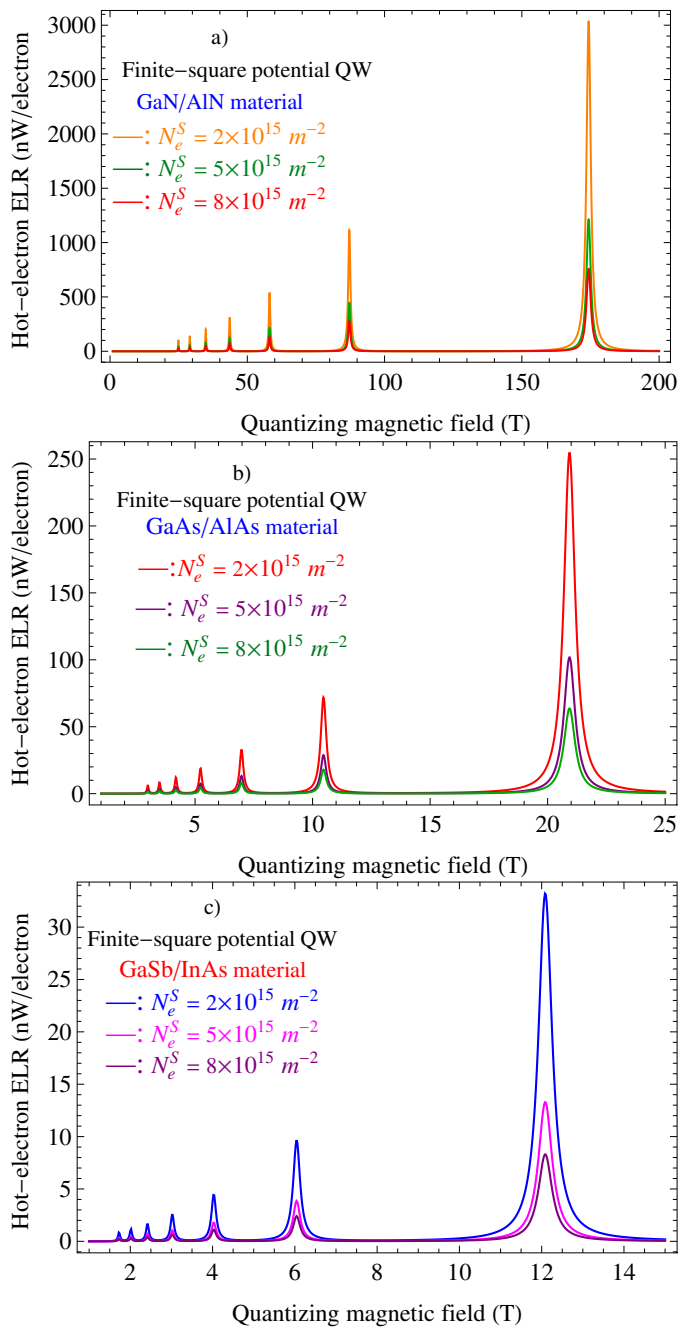 a)
Finite−square potential QW
GaN/AlN material
—: N_e^S = 2×10^15 m^−2
—: N_e^S = 5×10^15 m^−2
—: N_e^S = 8×10^15 m^−2
Hot−electron ELR (nW/electron)
3000
2500
2000
1500
1000
500
0
0 50 100 150 200
Quantizing magnetic field (T)
b)
Finite−square potential QW
GaAs/AlAs material
—: N_e^S = 2×10^15 m^−2
—: N_e^S = 5×10^15 m^−2
—: N_e^S = 8×10^15 m^−2
Hot−electron ELR (nW/electron)
250
200
150
100
50
0
5 10 15 20 25
Quantizing magnetic field (T)
c)
Finite−square potential QW
GaSb/InAs material
—: N_e^S = 2×10^15 m^−2
—: N_e^S = 5×10^15 m^−2
—: N_e^S = 8×10^15 m^−2
Hot−electron ELR (nW/electron
30
25
20
15
10
5
0
2 4 6 8 10 12 14
Quantizing magnetic field (T)